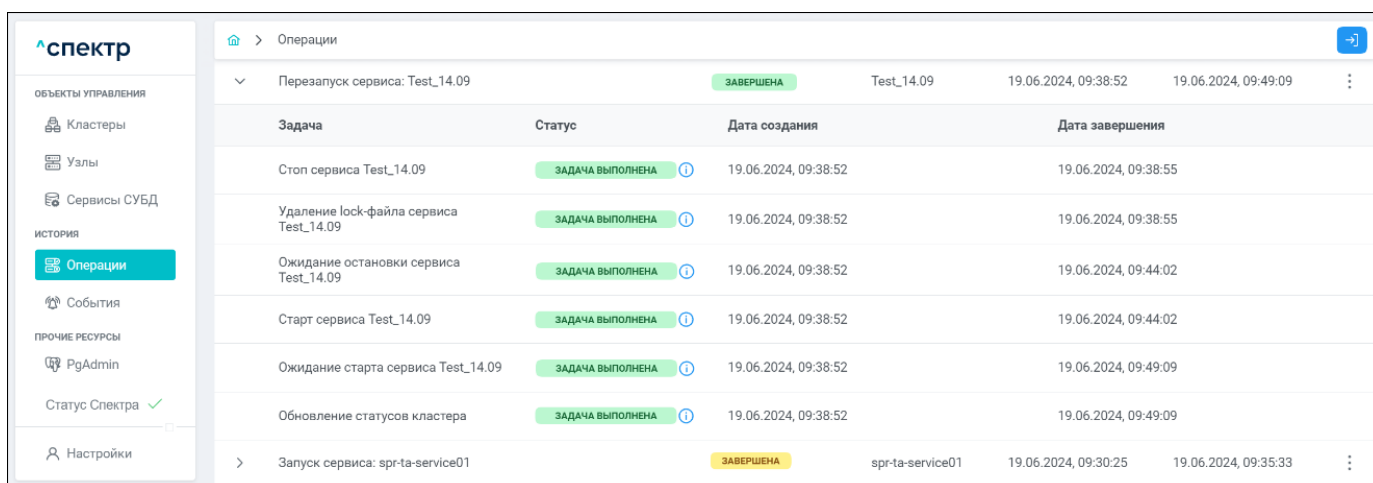 ^спектр
ОБЪЕКТЫ УПРАВЛЕНИЯ
Кластеры
Узлы
Сервисы СУБД
ИСТОРИЯ
Операции
События
ПРОЧИЕ РЕСУРСЫ
PgAdmin
Статус Спектра
Настройки
Операции
Перезапуск сервиса: Test_14.09 ЗАВЕРШЕНА Test_14.09 19.06.2024, 09:38:52 19.06.2024, 09:49:09
Задача Статус Дата создания Дата завершения
Стоп сервиса Test_14.09 ЗАДАЧА ВЫПОЛНЕНА 19.06.2024, 09:38:52 19.06.2024, 09:38:55
Удаление lock-файла сервиса
Test_14.09 ЗАДАЧА ВЫПОЛНЕНА 19.06.2024, 09:38:52 19.06.2024, 09:38:55
Ожидание остановки сервиса
Test_14.09 ЗАДАЧА ВЫПОЛНЕНА 19.06.2024, 09:38:52 19.06.2024, 09:44:02
Старт сервиса Test_14.09 ЗАДАЧА ВЫПОЛНЕНА 19.06.2024, 09:38:52 19.06.2024, 09:44:02
Ожидание старта сервиса Test_14.09 ЗАДАЧА ВЫПОЛНЕНА 19.06.2024, 09:38:52 19.06.2024, 09:49:09
Обновление статусов кластера ЗАДАЧА ВЫПОЛНЕНА 19.06.2024, 09:38:52 19.06.2024, 09:49:09
Запуск сервиса: spr-ta-service01 ЗАВЕРШЕНА spr-ta-service01 19.06.2024, 09:30:25 19.06.2024, 09:35:33